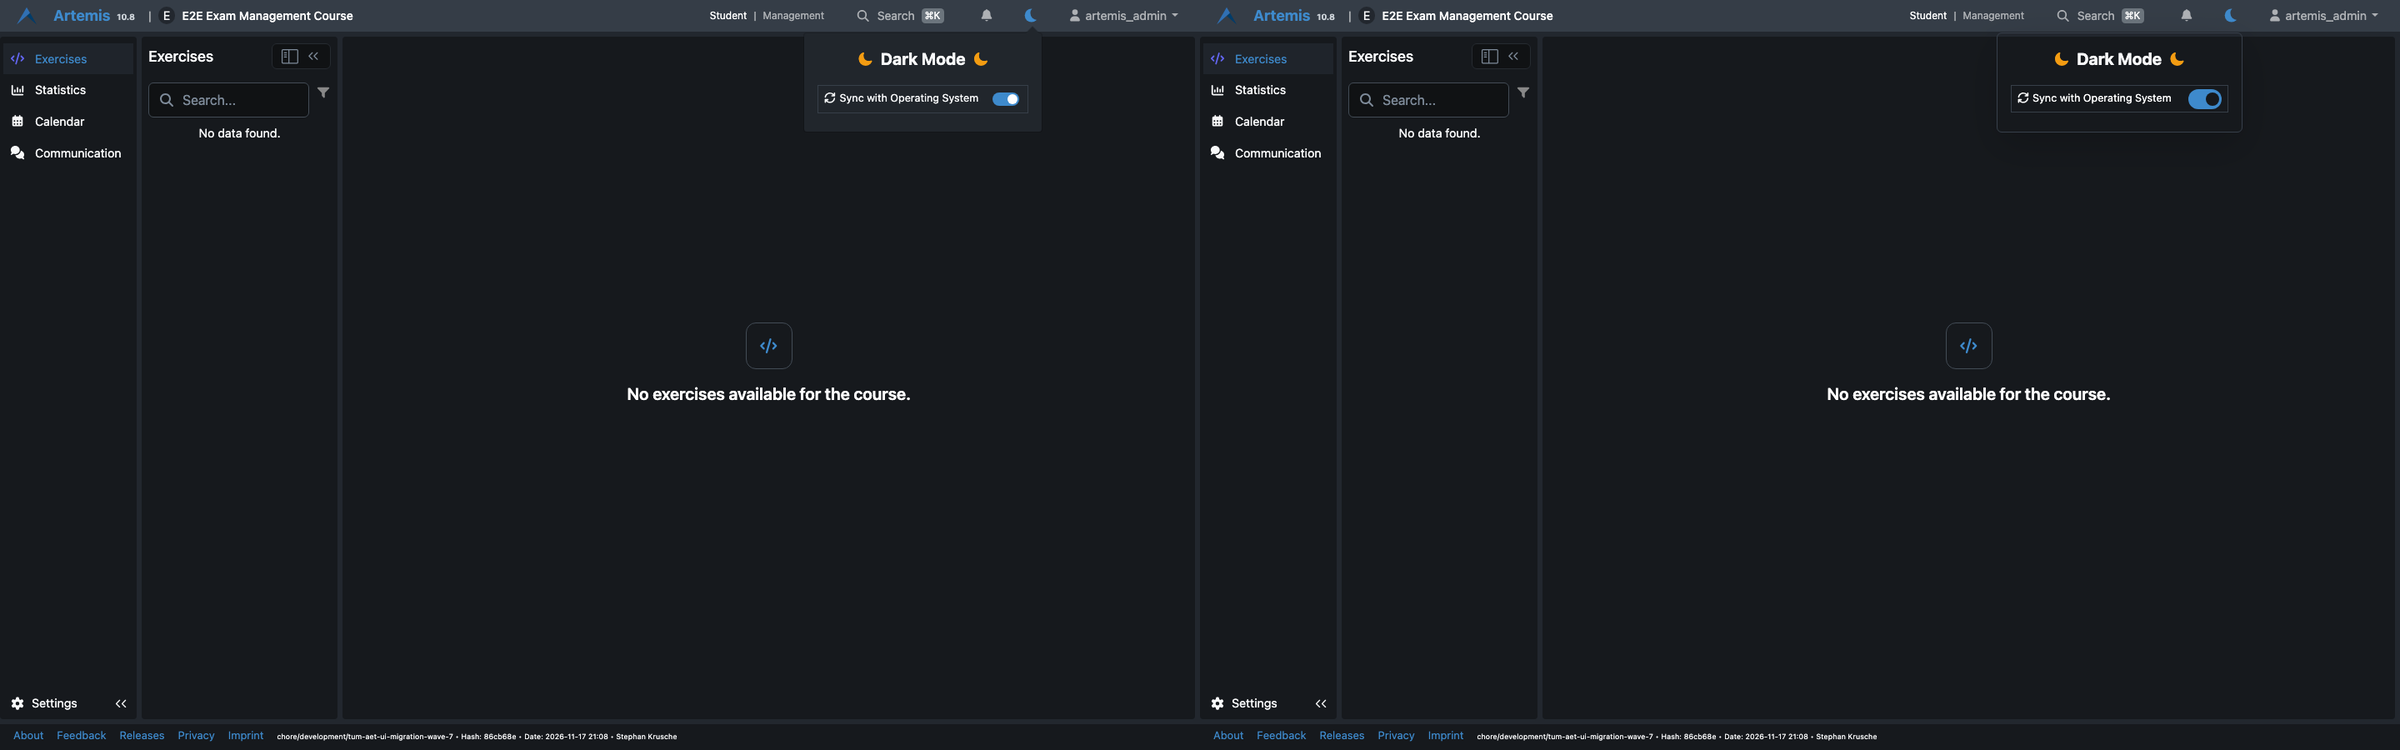 Artemis 10.8 | E E2E Exam Management Course Student | Management Search ⌘K artemis_admin
Exercises
Statistics
Calendar
Communication
Exercises
Search...
No data found.
Dark Mode
Sync with Operating System
No exercises available for the course.
Settings
About Feedback Releases Privacy Imprint chore/development/tum-aet-ui-migration-wave-7 • Hash: 86cb68e • Date: 2026-11-17 21:08 • Stephan Krusche
Artemis 10.8 | E E2E Exam Management Course Student | Management Search ⌘K artemis_admin
Exercises
Statistics
Calendar
Communication
Exercises
Search...
No data found.
Dark Mode
Sync with Operating System
No exercises available for the course.
Settings
About Feedback Releases Privacy Imprint chore/development/tum-aet-ui-migration-wave-7 • Hash: 86cb68e • Date: 2026-11-17 21:08 • Stephan Krusche